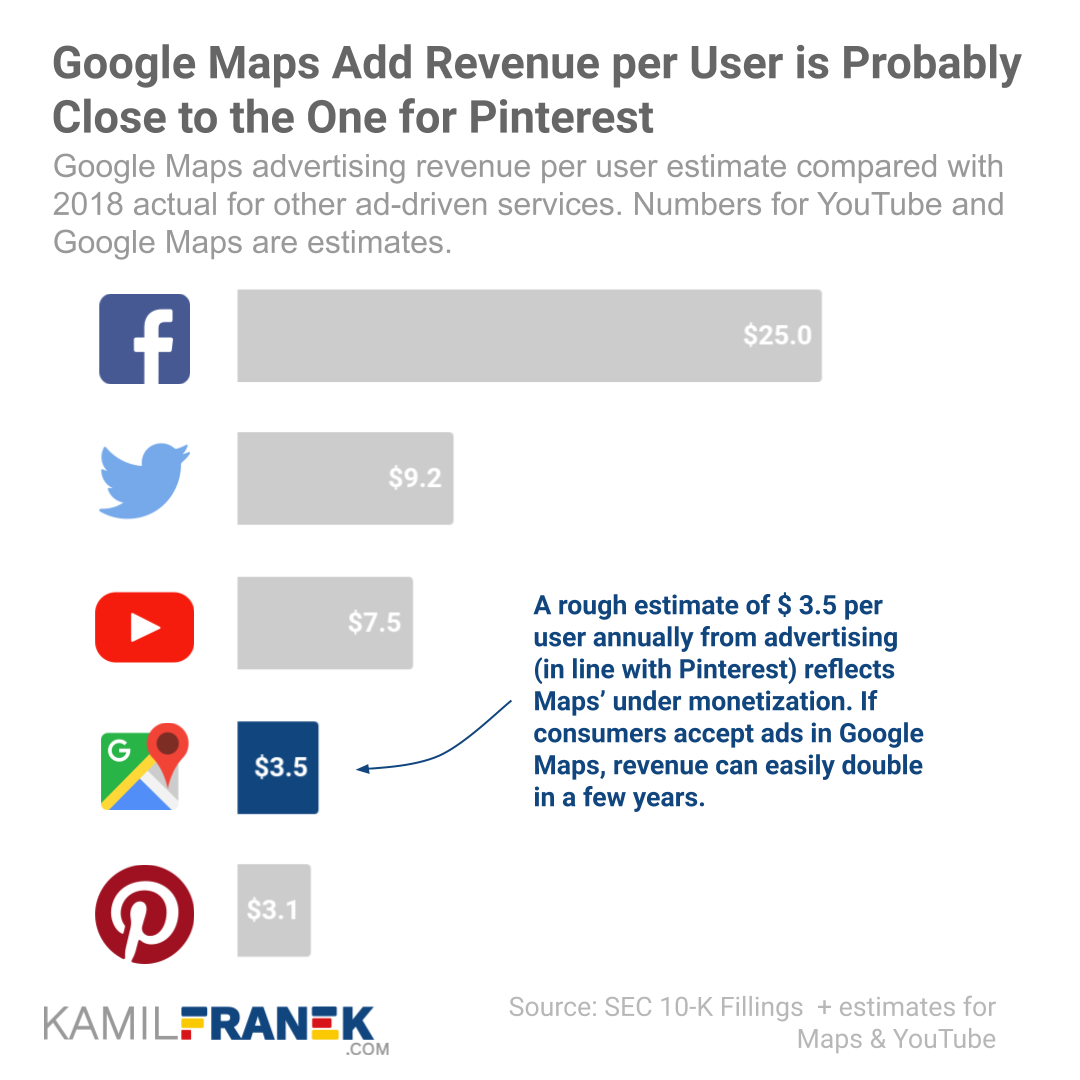 Google Maps Add Revenue per User is Probably
Close to the One for Pinterest
Google Maps advertising revenue per user estimate compared with
2018 actual for other ad-driven services. Numbers for YouTube and
Google Maps are estimates.
f
$25.0
$9.2
$7.5
A rough estimate of $ 3.5 per
user annually from advertising
(in line with Pinterest) reflects
Maps’ under monetization. If
consumers accept ads in Google
Maps, revenue can easily double
in a few years.
G
$3.5
$3.1
KAMILFRANEK
.COM
Source: SEC 10-K Fillings + estimates for
Maps & YouTube